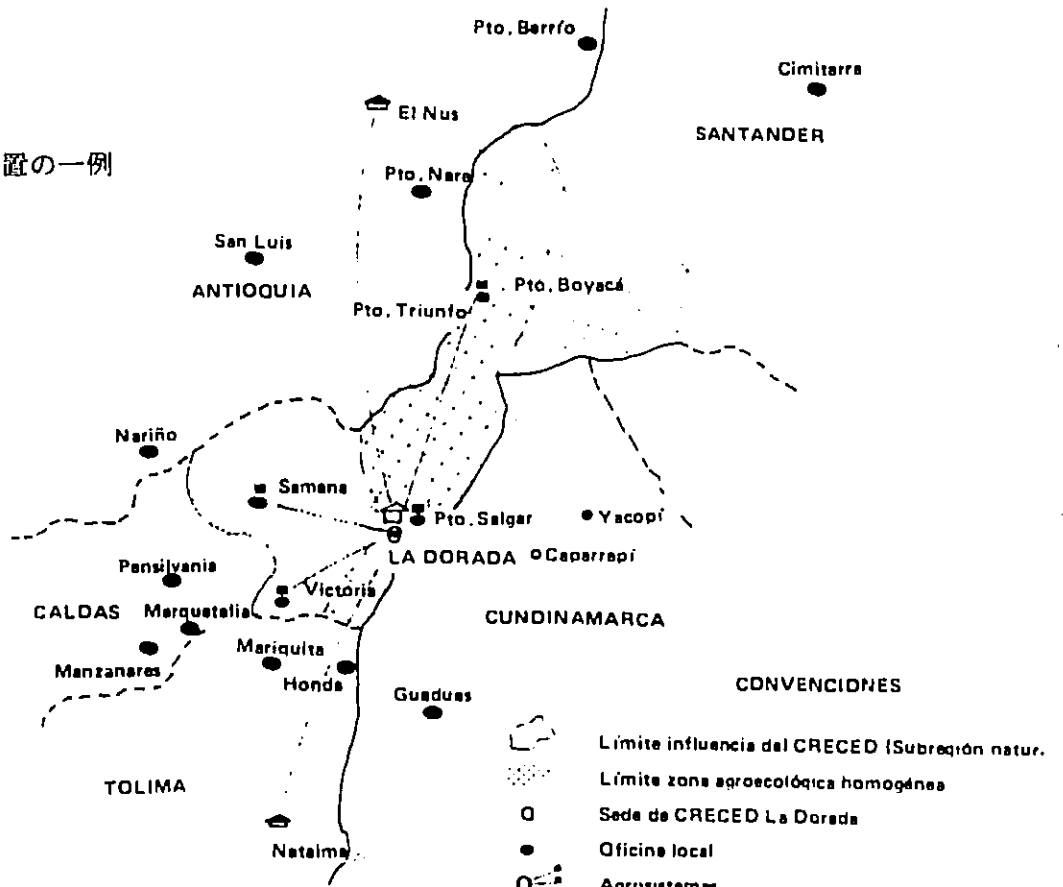 Pto. Berrío
Cimitarra
El Nus
SANTANDER
置の一例
Pto. Nare
San Luis
ANTIOQUIA
Pto. Boyacá
Pto. Triunfo
Nariño
Samana
Pto. Salgar
Yacopí
LA DORADA
Caparrapí
Pensilvania
Victoria
CALDAS
Marquetalia
CUNDINAMARCA
Mariquita
Manzanares
Honda
Guaduas
CONVENCIONES
Límite influencia del CRECED (Subregión natur.
TOLIMA
Límite zona agroecológica homogénea
Sede de CRECED La Dorada
Nataima
Oficina local
Agrosistemas